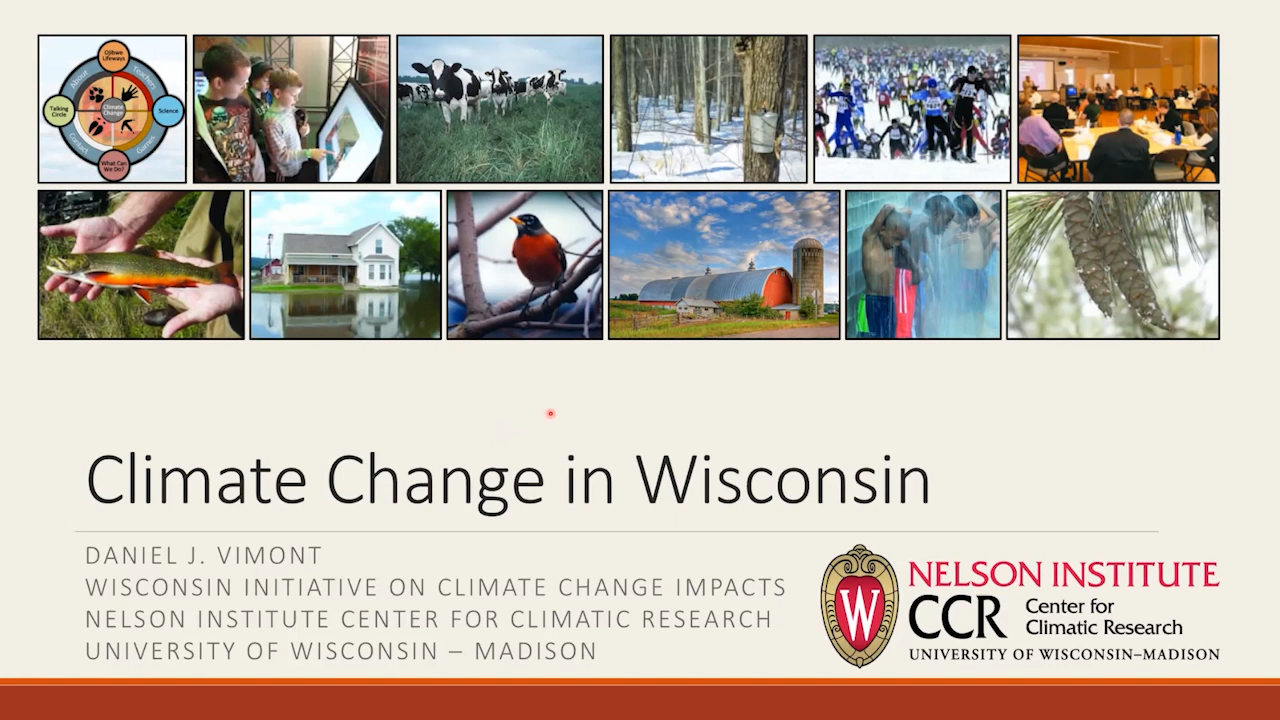 Ojibwe
Lifeways
About
Teachers
Talking
Circle
Climate
Change
Science
Contact
Games
What Can
We Do?
Climate Change in Wisconsin
DANIEL J. VIMONT
WISCONSIN INITIATIVE ON CLIMATE CHANGE IMPACTS
NELSON INSTITUTE CENTER FOR CLIMATIC RESEARCH
UNIVERSITY OF WISCONSIN – MADISON
W
NELSON INSTITUTE
CCR Center for
Climatic Research
UNIVERSITY OF WISCONSIN–MADISON